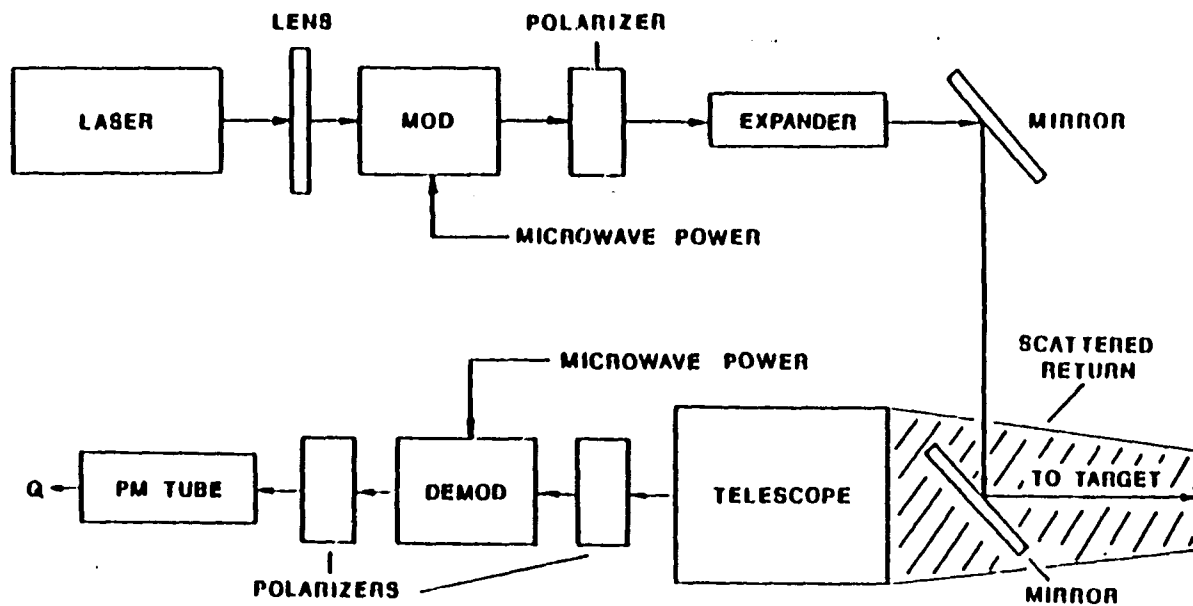 LENS
POLARIZER
LASER
MOD
EXPANDER
MIRROR
MICROWAVE POWER
MICROWAVE POWER
SCATTERED
RETURN
Q
PM TUBE
DEMOD
TELESCOPE
TO TARGET
POLARIZERS
MIRROR